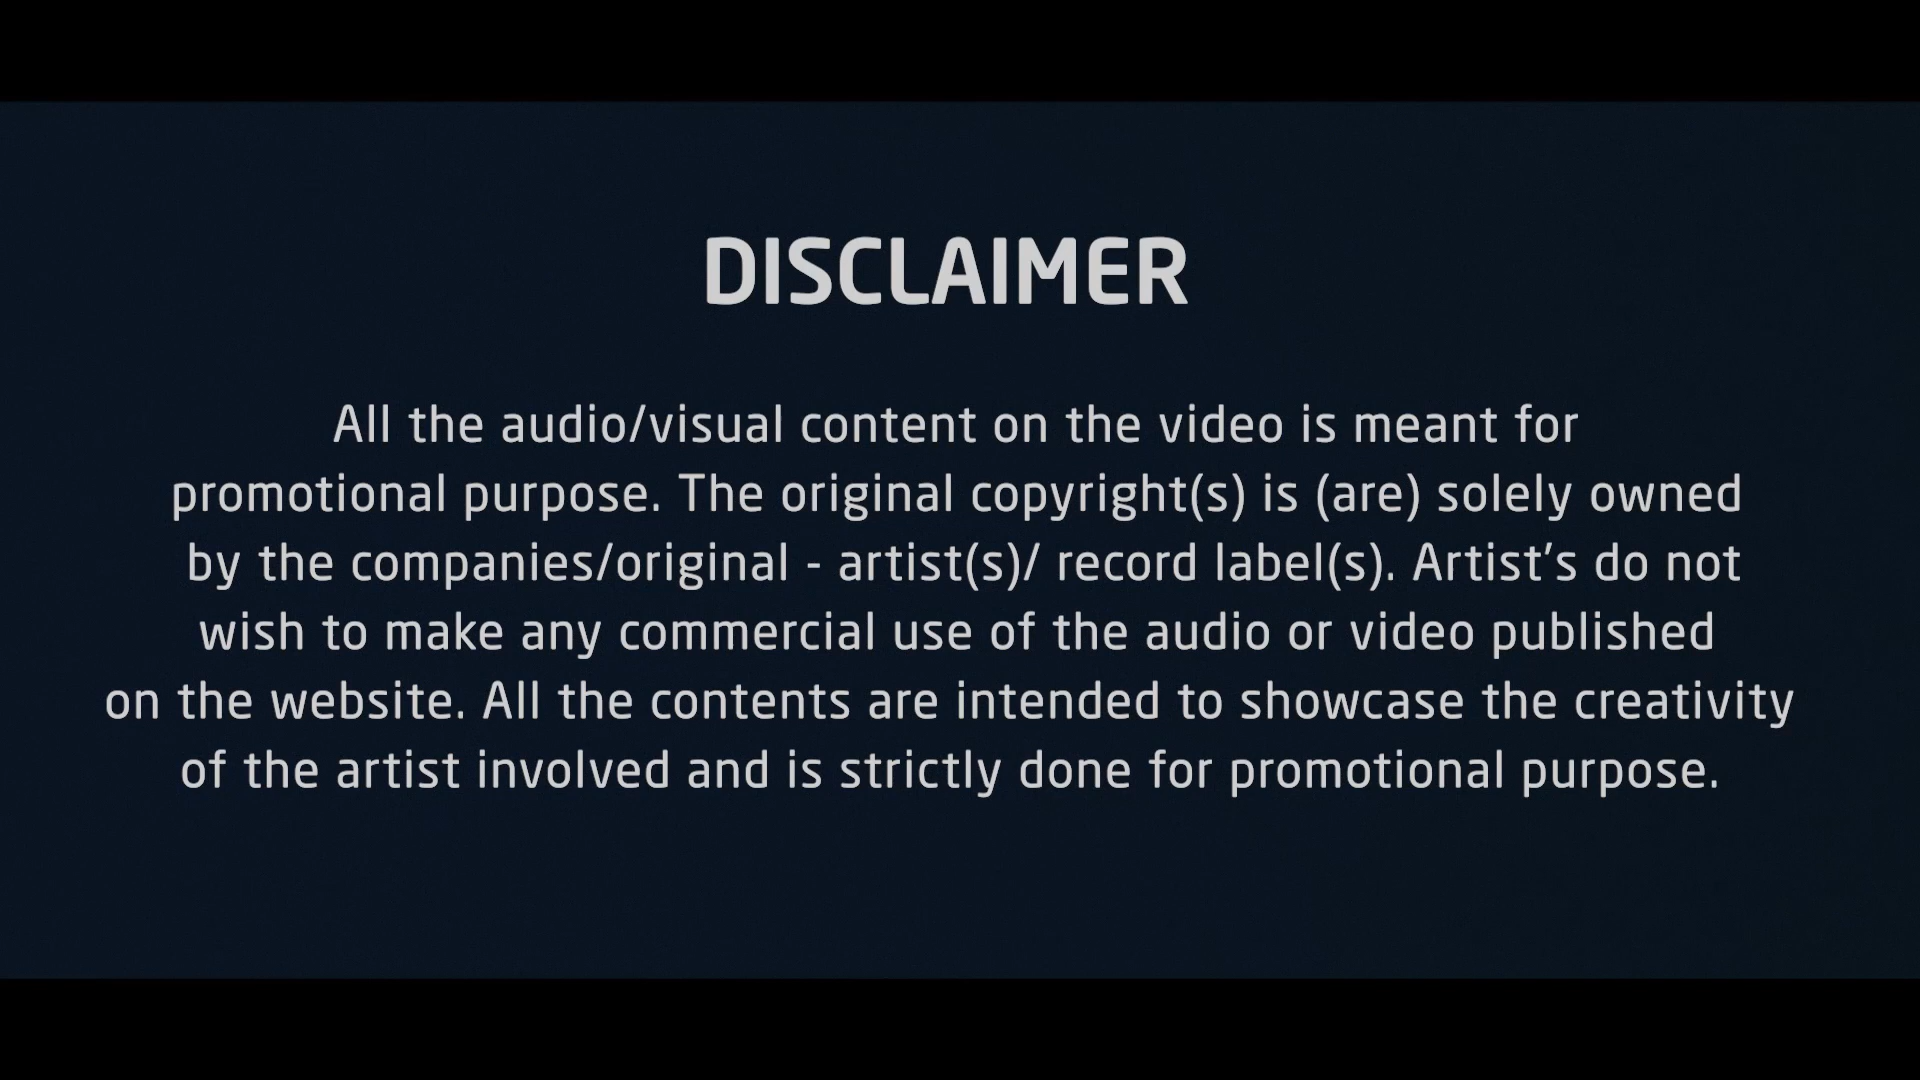 DISCLAIMER
All the audio/visual content on the video is meant for
promotional purpose. The original copyright(s) is (are) solely owned
by the companies/original - artist(s)/ record label(s). Artist’s do not
wish to make any commercial use of the audio or video published
on the website. All the contents are intended to showcase the creativity
of the artist involved and is strictly done for promotional purpose.